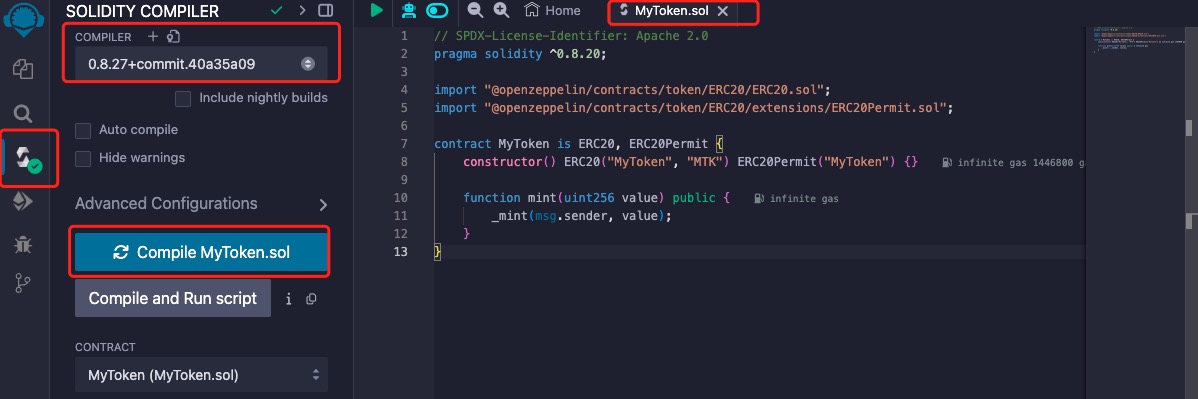 SOLIDITY COMPILER
COMPILER
0.8.27+commit.40a35a09
Include nightly builds
Auto compile
Hide warnings
Advanced Configurations
Compile MyToken.sol
Compile and Run script
CONTRACT
MyToken (MyToken.sol)
Home
MyToken.sol
1 // SPDX-License-Identifier: Apache 2.0
2 pragma solidity ^0.8.20;
3
4 import "@openzeppelin/contracts/token/ERC20/ERC20.sol";
5 import "@openzeppelin/contracts/token/ERC20/extensions/ERC20Permit.sol";
6
7 contract MyToken is ERC20, ERC20Permit {
8 constructor() ERC20("MyToken", "MTK") ERC20Permit("MyToken") {} infinite gas 1446800 g
9
10 function mint(uint256 value) public { infinite gas
11 _mint(msg.sender, value);
12 }
13 }